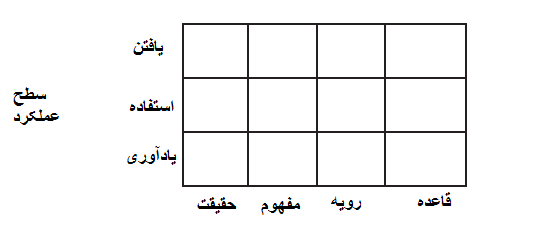 یافتن
استفاده
یادآوری
سطح
عملکرد
قاعده
رویه
مفهوم
حقیقت